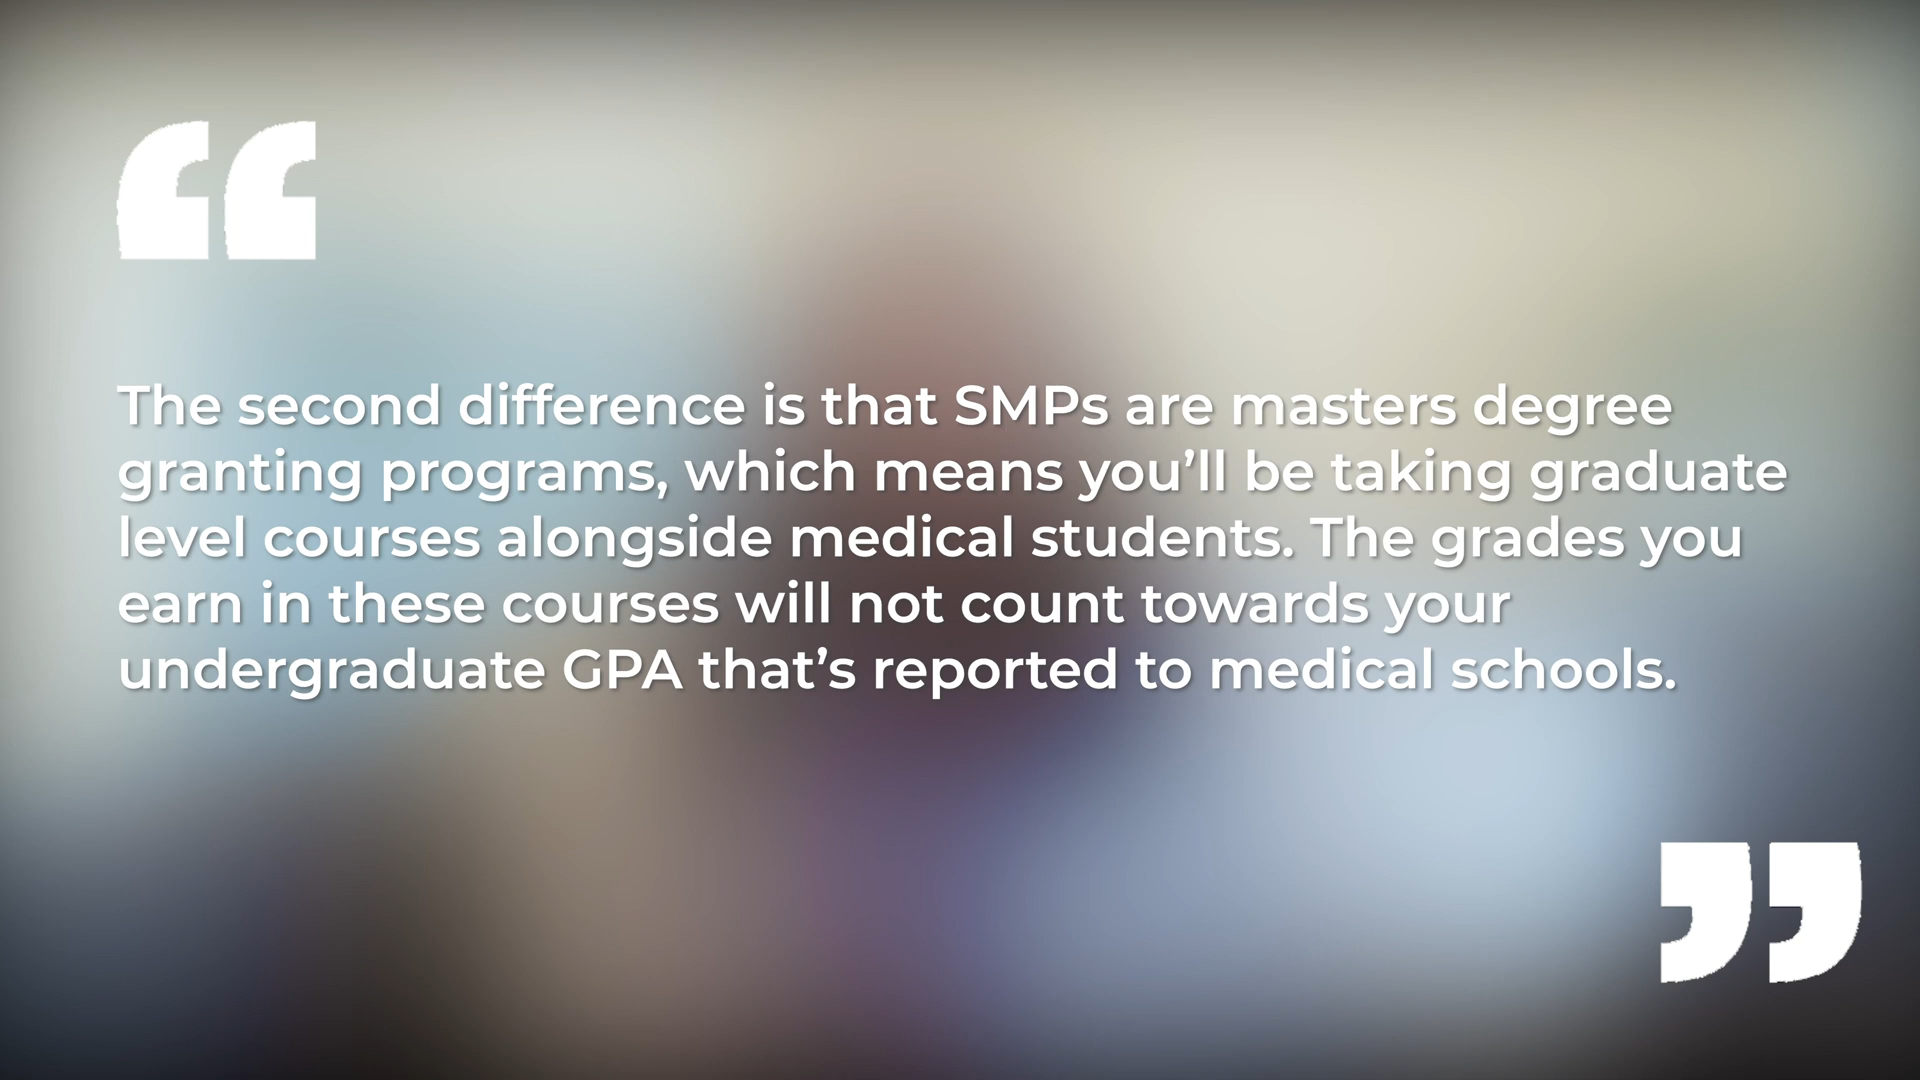 “
The second difference is that SMPs are masters degree
granting programs, which means you’ll be taking graduate
level courses alongside medical students. The grades you
earn in these courses will not count towards your
undergraduate GPA that’s reported to medical schools.
”